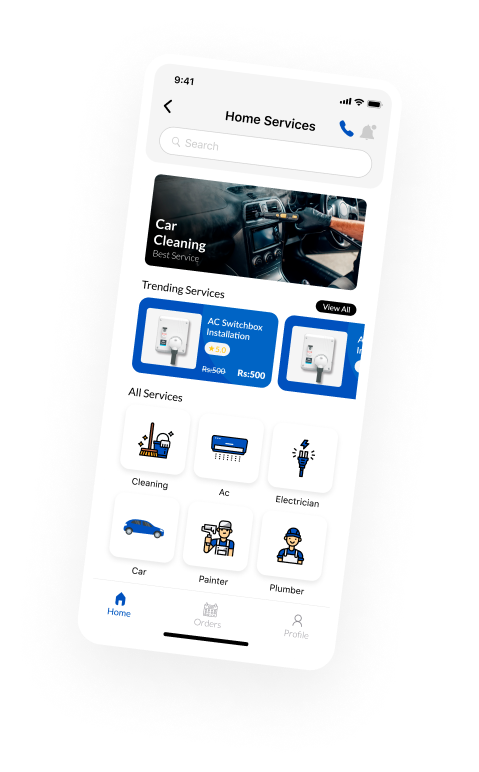 9:41
Home Services
Search
Car
Cleaning
Best Service
Trending Services
View All
AC Switchbox
Installation
5.0
Rs:500 Rs:500
All Services
Cleaning
Ac
Electrician
Car
Painter
Plumber
Home
Orders
Profile